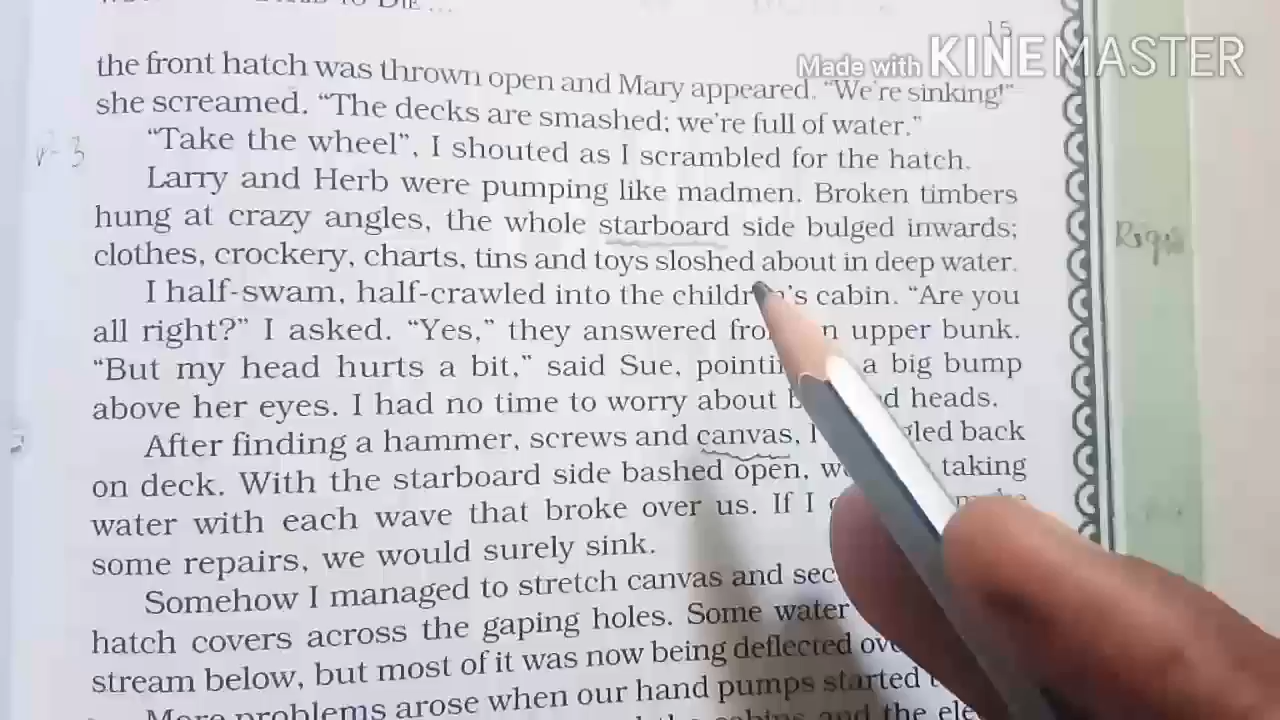 DIE ...
15
Made with KINEMASTER
the front hatch was thrown open and Mary appeared. “We're sinking!”
she screamed. “The decks are smashed; we're full of water.”
“Take the wheel”, I shouted as I scrambled for the hatch.
Larry and Herb were pumping like madmen. Broken timbers
hung at crazy angles, the whole starboard side bulged inwards;
clothes, crockery, charts, tins and toys sloshed about in deep water.
I half-swam, half-crawled into the children's cabin. “Are you
all right?” I asked. “Yes,” they answered upper bunk.
“But my head hurts a bit,” said Sue, a big bump
above her eyes. I had no time to worry about heads.
After finding a hammer, screws and canvas, I back
on deck. With the starboard side bashed open, taking
water with each wave that broke over us. If I
some repairs, we would surely sink.
Somehow I managed to stretch canvas and
hatch covers across the gaping holes. Some water
stream below, but most of it was now being deflected
More problems arose when our hand pumps started
and the